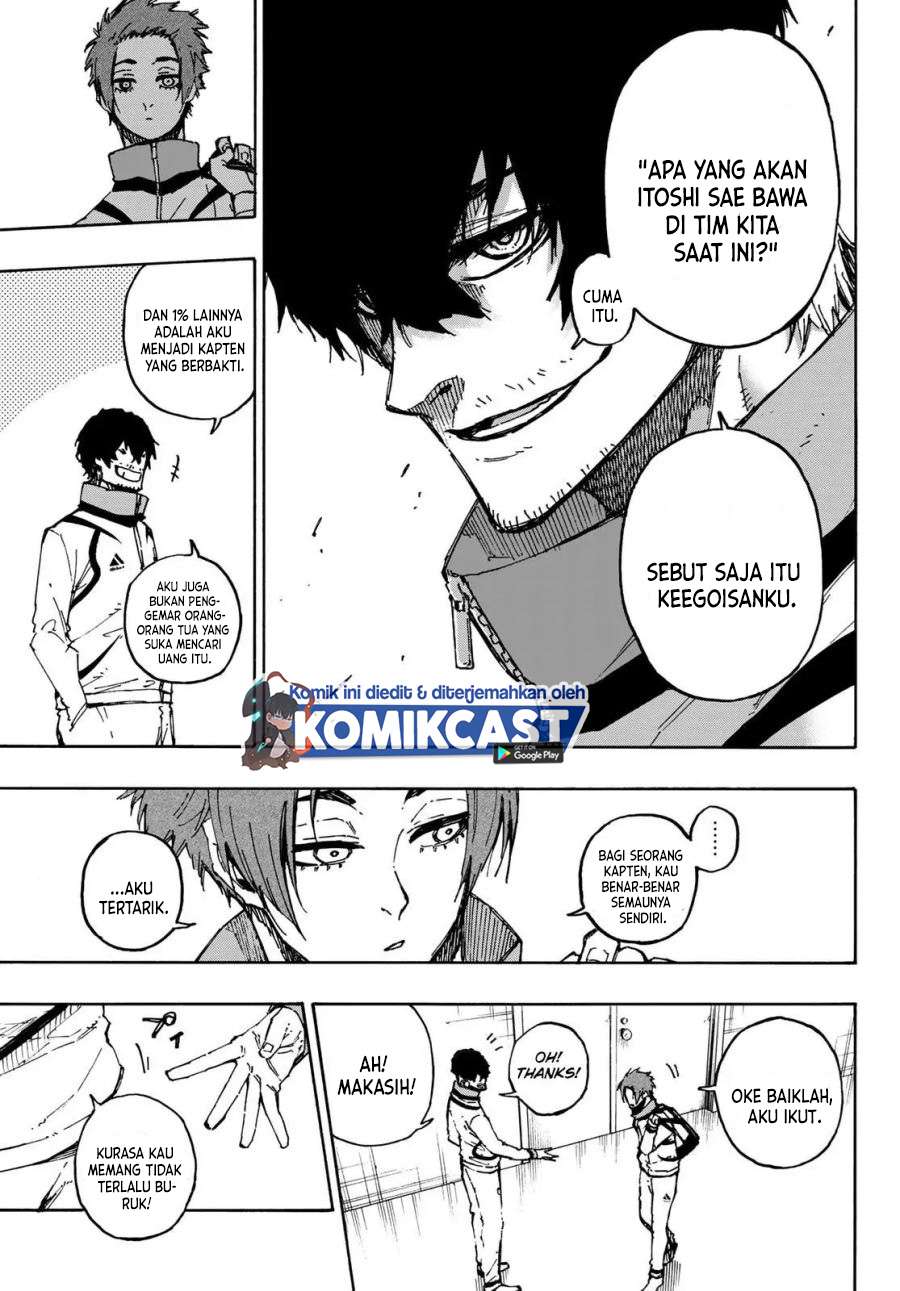 "APA YANG AKAN
ITOSHI SAE BAWA
DI TIM KITA
SAAT INI?"
CUMA
ITU.
SEBUT SAJA ITU
KEEGOISANKU.
DAN 1% LAINNYA
ADALAH AKU
MENJADI KAPTEN
YANG BERBAKTI.
AKU JUGA
BUKAN PENG-
GEMAR ORANG-
ORANG TUA YANG
SUKA MENCARI
UANG ITU.
Komik ini diedit & diterjemahkan oleh
KOMIKCAST
GET IT ON
Google Play
......
BAGI SEORANG
KAPTEN, KAU
BENAR-BENAR
SEMAUNYA
SENDIRI.
...AKU
TERTARIK.
OKE BAIKLAH,
AKU IKUT.
OH!
THANKS!
AH!
MAKASIH!
KURASA KAU
MEMANG TIDAK
TERLALU BU-
RUK!